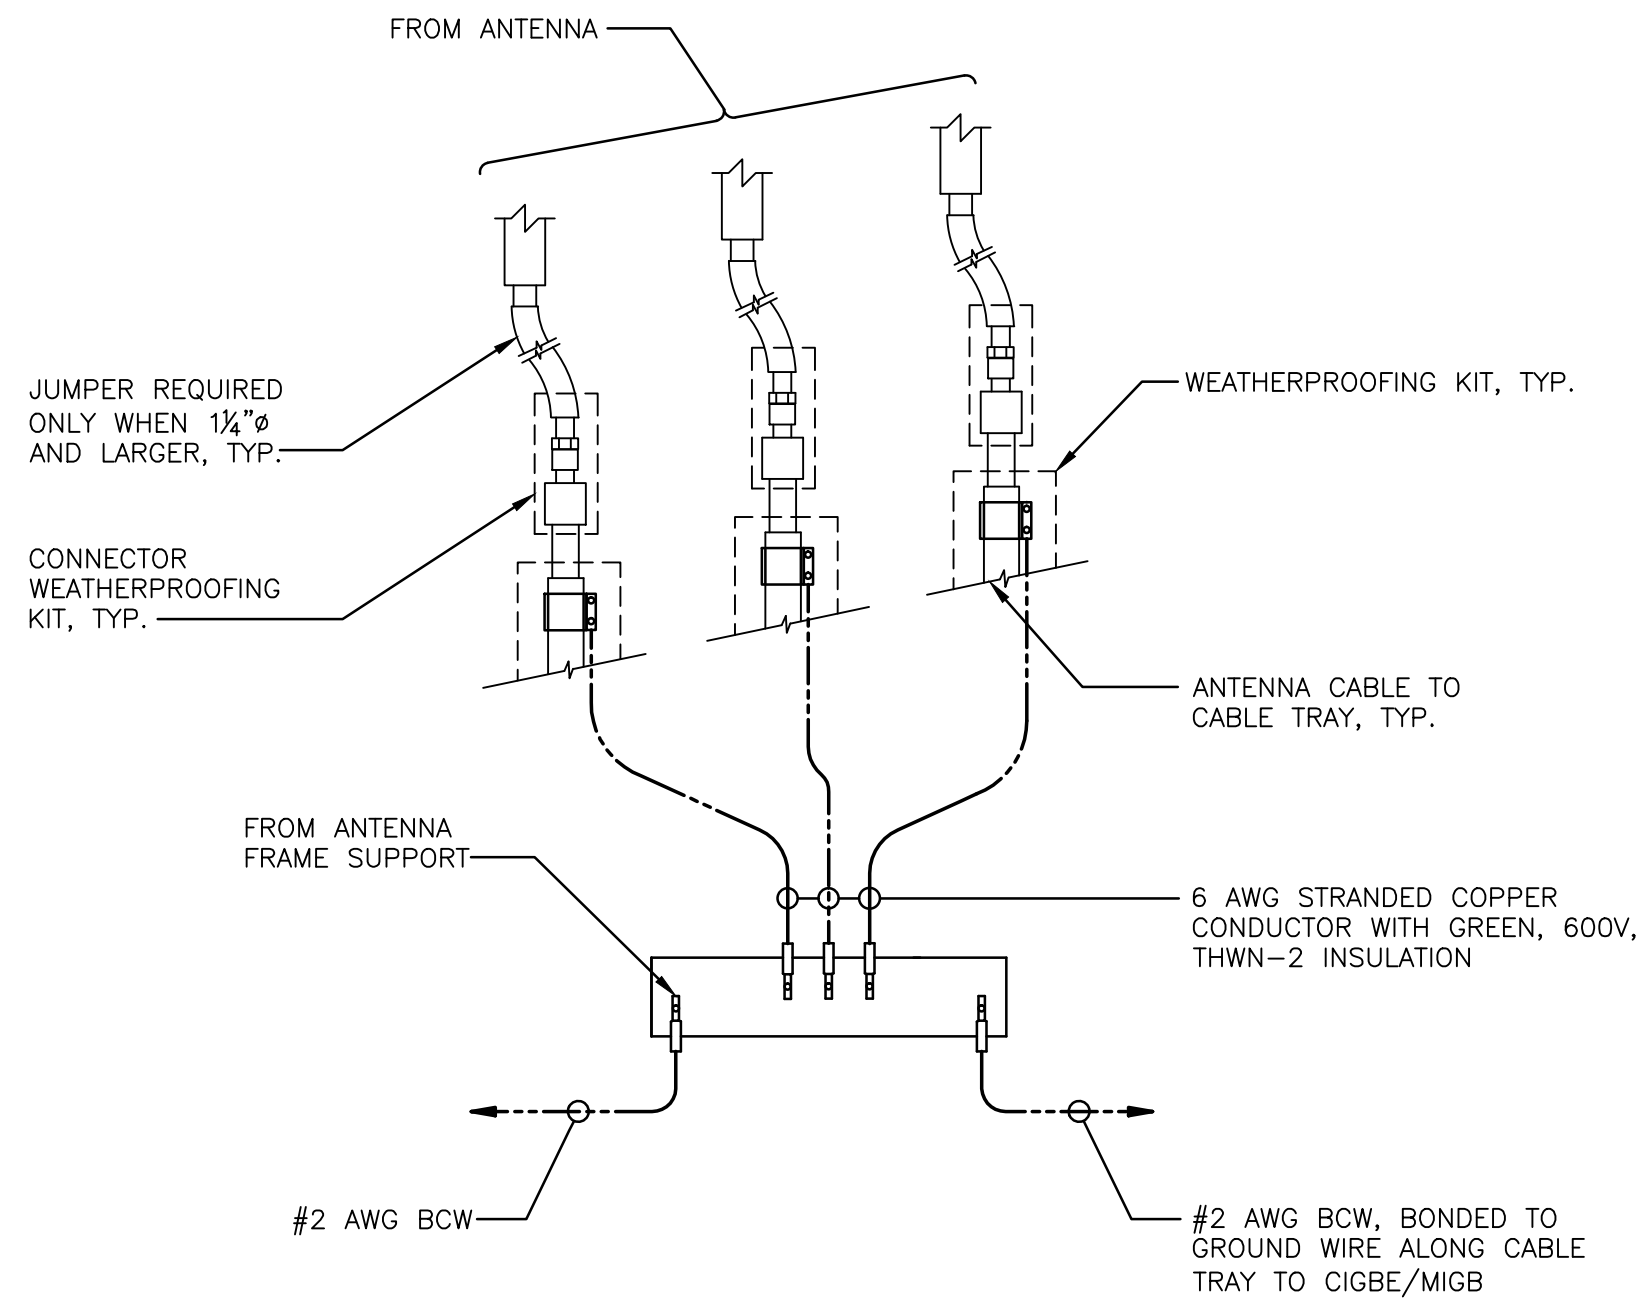 FROM ANTENNA
JUMPER REQUIRED
ONLY WHEN 1¼"ø
AND LARGER, TYP.
WEATHERPROOFING KIT, TYP.
CONNECTOR
WEATHERPROOFING
KIT, TYP.
ANTENNA CABLE TO
CABLE TRAY, TYP.
FROM ANTENNA
FRAME SUPPORT
6 AWG STRANDED COPPER
CONDUCTOR WITH GREEN, 600V,
THWN-2 INSULATION
#2 AWG BCW
#2 AWG BCW, BONDED TO
GROUND WIRE ALONG CABLE
TRAY TO CIGBE/MIGB